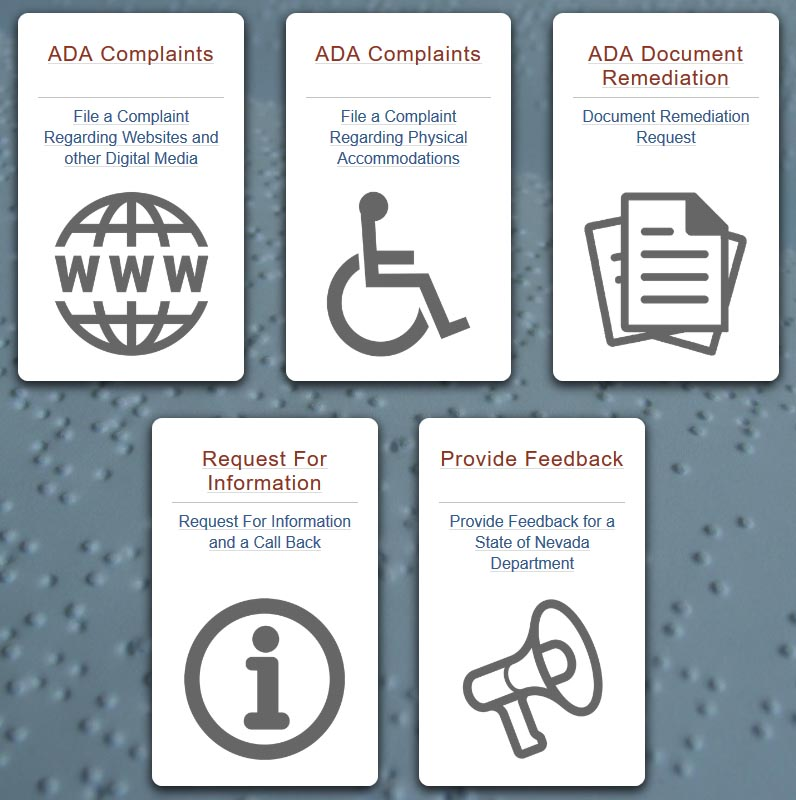 ADA Complaints
File a Complaint
Regarding Websites and
other Digital Media
WWW
ADA Complaints
File a Complaint
Regarding Physical
Accommodations
ADA Document
Remediation
Document Remediation
Request
Request For
Information
Request For Information
and a Call Back
i
Provide Feedback
Provide Feedback for a
State of Nevada
Department